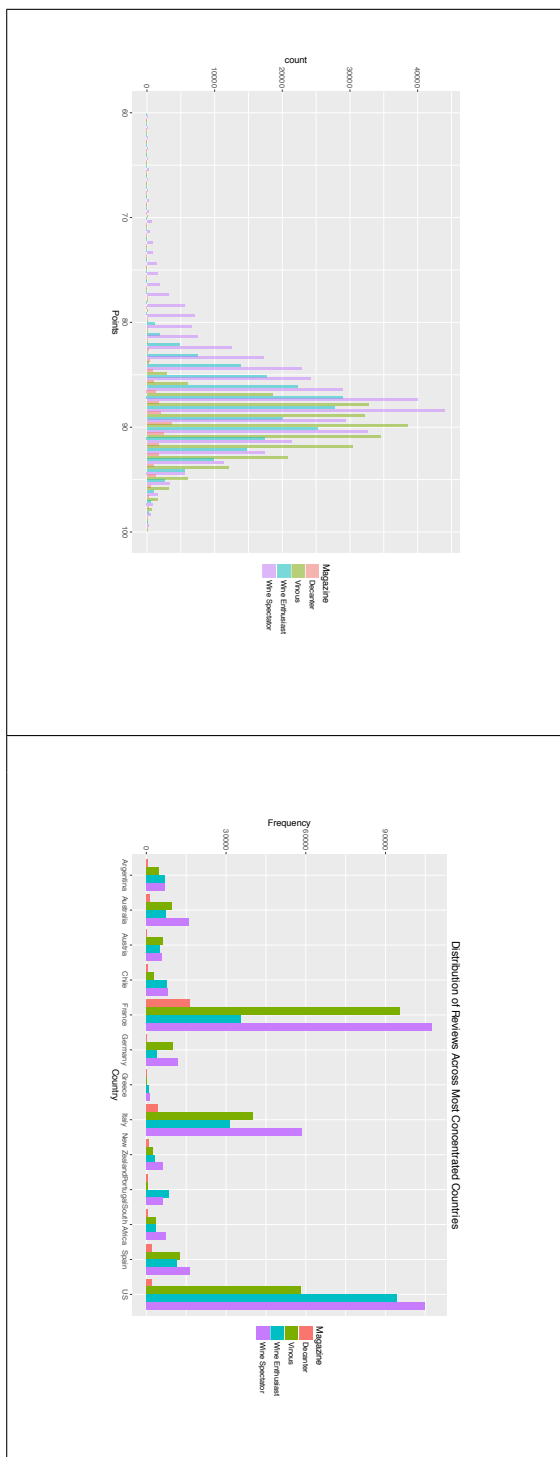 count
40000
30000
20000
10000
0
60
70
80
90
100
Points
Magazine
Decanter
Vinous
Wine Enthusiast
Wine Spectator
Distribution of Reviews Across Most Concentrated Countries
Frequency
90000
60000
30000
0
Argentina
Australia
Austria
Chile
France
Germany
Greece
Italy
New Zealand
Portugal
South Africa
Spain
US
Country
Magazine
Decanter
Vinous
Wine Enthusiast
Wine Spectator